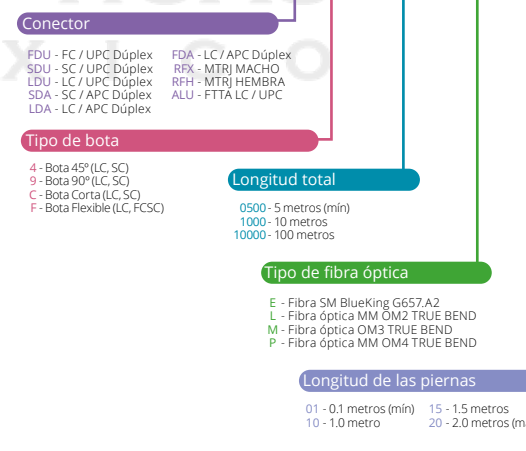 Conector
FDU - FC / UPC Dúplex
SDU - SC / UPC Dúplex
LDU - LC / UPC Dúplex
SDA - SC / APC Dúplex
LDA - LC / APC Dúplex
FDA - LC / APC Dúplex
RFX - MTRJ MACHO
RFH - MTRJ HEMBRA
ALU - FTTA LC / UPC
Tipo de bota
4 - Bota 45º (LC, SC)
9 - Bota 90º (LC, SC)
C - Bota Corta (LC, SC)
F - Bota Flexible (LC, FCSC)
Longitud total
0500 - 5 metros (mín)
1000 - 10 metros
10000 - 100 metros
Tipo de fibra óptica
E - Fibra SM BlueKing G657.A2
L - Fibra óptica MM OM2 TRUE BEND
M - Fibra óptica OM3 TRUE BEND
P - Fibra óptica MM OM4 TRUE BEND
Longitud de las piernas
01 - 0.1 metros (mín)
10 - 1.0 metro
15 - 1.5 metros
20 - 2.0 metros